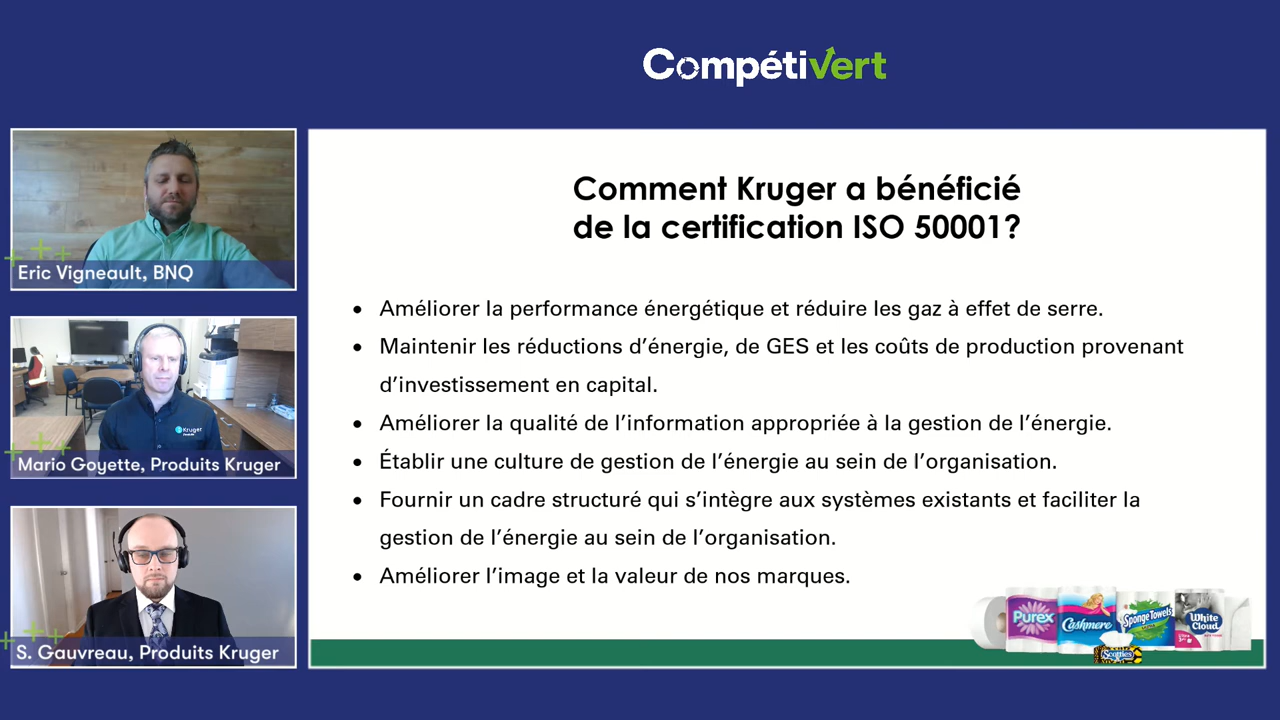 CompétiVert
Eric Vigneault, BNQ
Kruger
Mario Goyette, Produits Kruger
S. Gauvreau, Produits Kruger
Comment Kruger a bénéficié
de la certification ISO 50001?
• Améliorer la performance énergétique et réduire les gaz à effet de serre.
• Maintenir les réductions d’énergie, de GES et les coûts de production provenant
d’investissement en capital.
• Améliorer la qualité de l’information appropriée à la gestion de l’énergie.
• Établir une culture de gestion de l’énergie au sein de l’organisation.
• Fournir un cadre structuré qui s’intègre aux systèmes existants et faciliter la
gestion de l’énergie au sein de l’organisation.
• Améliorer l’image et la valeur de nos marques.
Purex
Cashmere
SpongeTowels
White
Cloud
Scotties